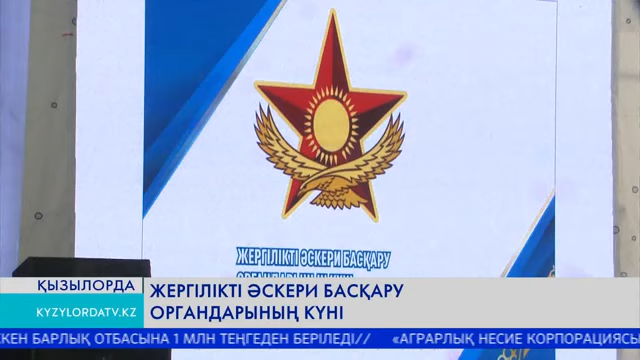 ЖЕРГІЛІКТІ ӘСКЕРИ БАСҚАРУ
ҚЫЗЫЛОРДА
KYZYLORDATV.KZ
ЖЕРГІЛІКТІ ӘСКЕРИ БАСҚАРУ
ОРГАНДАРЫНЫҢ КҮНІ
КЕН БАРЛЫҚ ОТБАСЫНА 1 МЛН ТЕҢГЕДЕН БЕРІЛЕДІ// «АГРАРЛЫҚ НЕСИЕ КОРПОРАЦИЯСЫ»